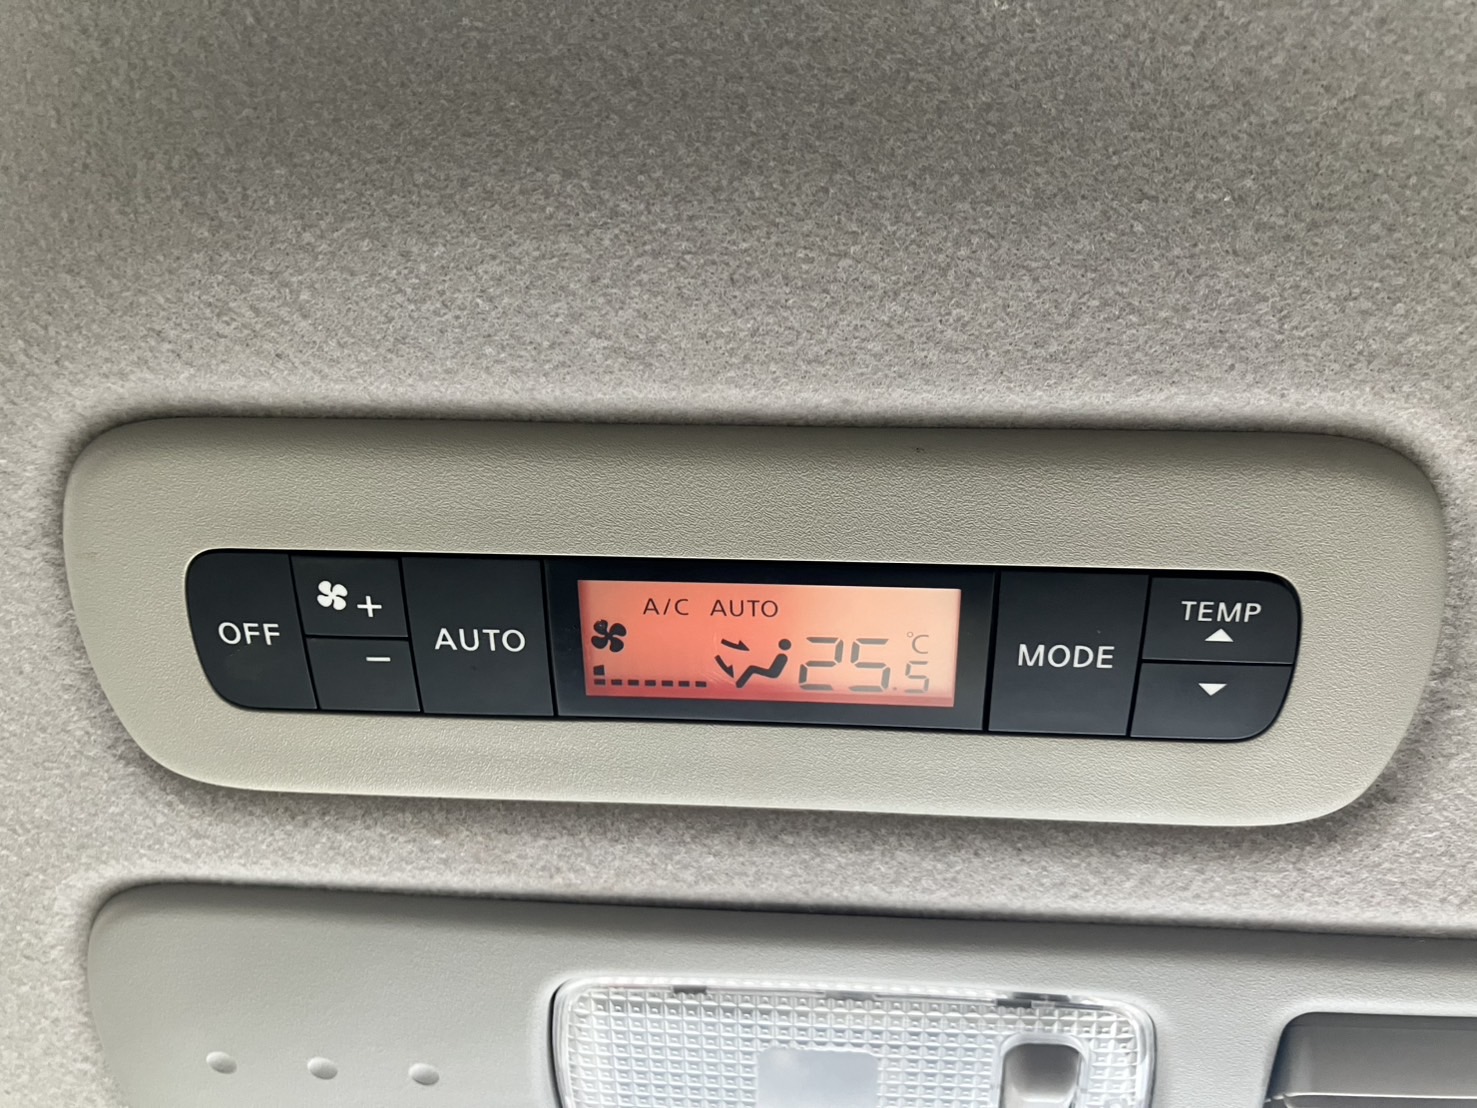 OFF
+
−
AUTO
A/C AUTO
25.5 °C
MODE
TEMP